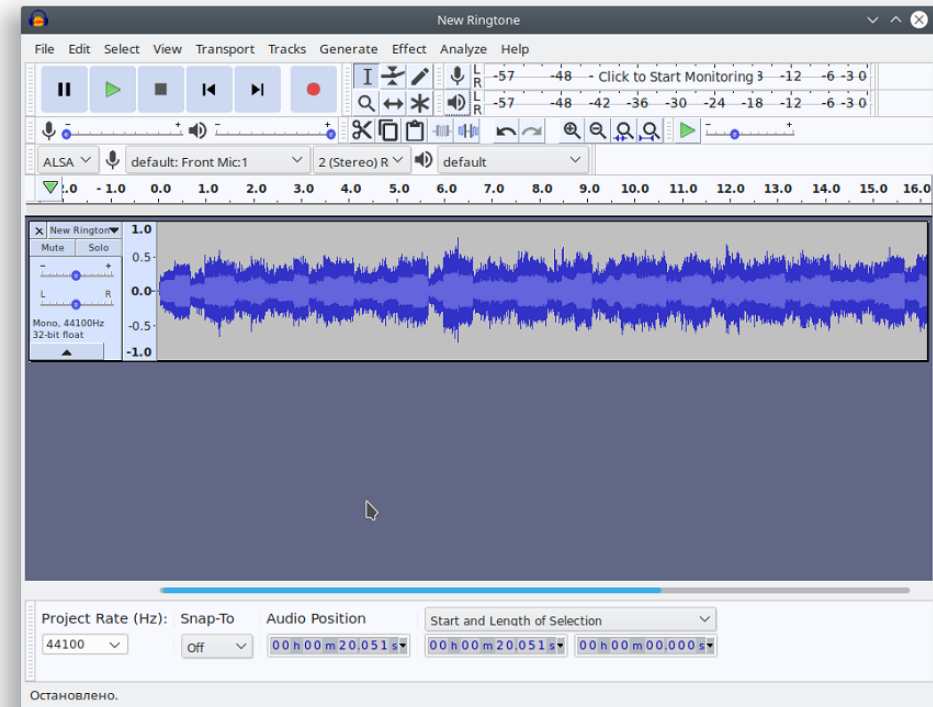 New Ringtone
File Edit Select View Transport Tracks Generate Effect Analyze Help
L
R
-57 -48 - Click to Start Monitoring 3 -12 -6 -3 0
L
R
-57 -48 -42 -36 -30 -24 -18 -12 -6 -3 0
- + - +
- +
ALSA default: Front Mic:1 2 (Stereo) R default
.0 - 1.0 0.0 1.0 2.0 3.0 4.0 5.0 6.0 7.0 8.0 9.0 10.0 11.0 12.0 13.0 14.0 15.0 16.0
New Rington
Mute Solo
- +
L R
Mono, 44100Hz
32-bit float
1.0
0.5
0.0
-0.5
-1.0
Project Rate (Hz): Snap-To Audio Position Start and Length of Selection
44100 Off 00 h 00 m 20.051 s 00 h 00 m 20.051 s 00 h 00 m 00.000 s
Остановлено.